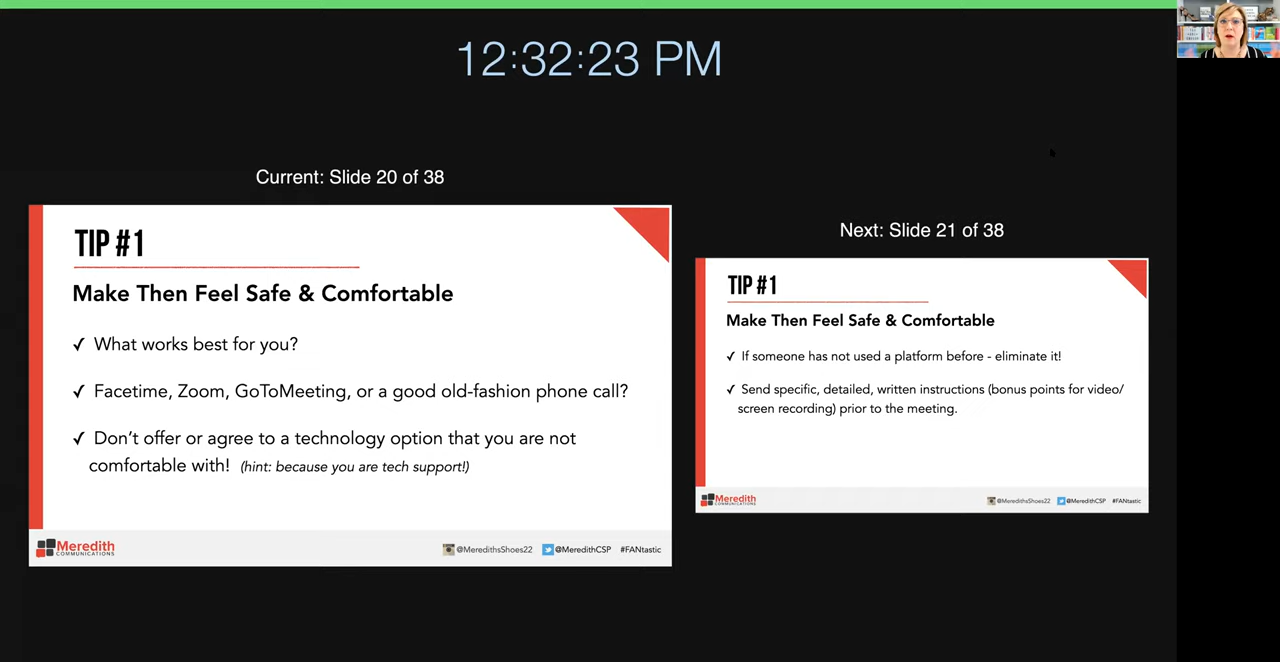 12:32:23 PM
Current: Slide 20 of 38
TIP #1
Make Then Feel Safe & Comfortable
✓ What works best for you?
✓ Facetime, Zoom, GoToMeeting, or a good old-fashion phone call?
✓ Don't offer or agree to a technology option that you are not
comfortable with! (hint: because you are tech support!)
Meredith
COMMUNICATIONS
@MeredithsShoes22 @MeredithCSP #FANtastic
Next: Slide 21 of 38
TIP #1
Make Then Feel Safe & Comfortable
✓ If someone has not used a platform before - eliminate it!
✓ Send specific, detailed, written instructions (bonus points for video/
screen recording) prior to the meeting.
Meredith
COMMUNICATIONS
@MeredithsShoes22 @MeredithCSP #FANtastic